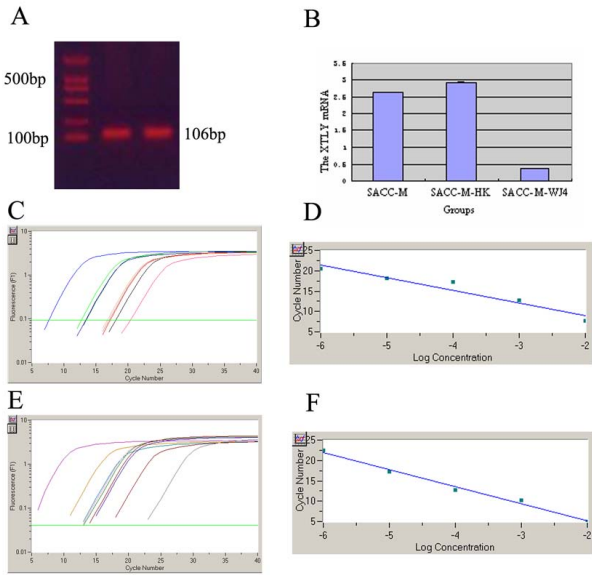 A
500bp
100bp
106bp
B
The XTLY mRNA
3.5
3
2.5
2
1.5
1
0.5
0
SACC-M
SACC-M-HK
SACC-M-WJ4
Groups
C
Fluorescence (F1)
10
1
0.1
0.01
5 10 15 20 25 30 35 40
Cycle Number
D
Cycle Number
25
20
15
10
5
-6 -5 -4 -3 -2
Log Concentration
E
Fluorescence (F1)
10
1
0.1
0.01
5 10 15 20 25 30 35 40
Cycle Number
F
Cycle Number
25
20
15
10
5
-6 -5 -4 -3 -2
Log Concentration